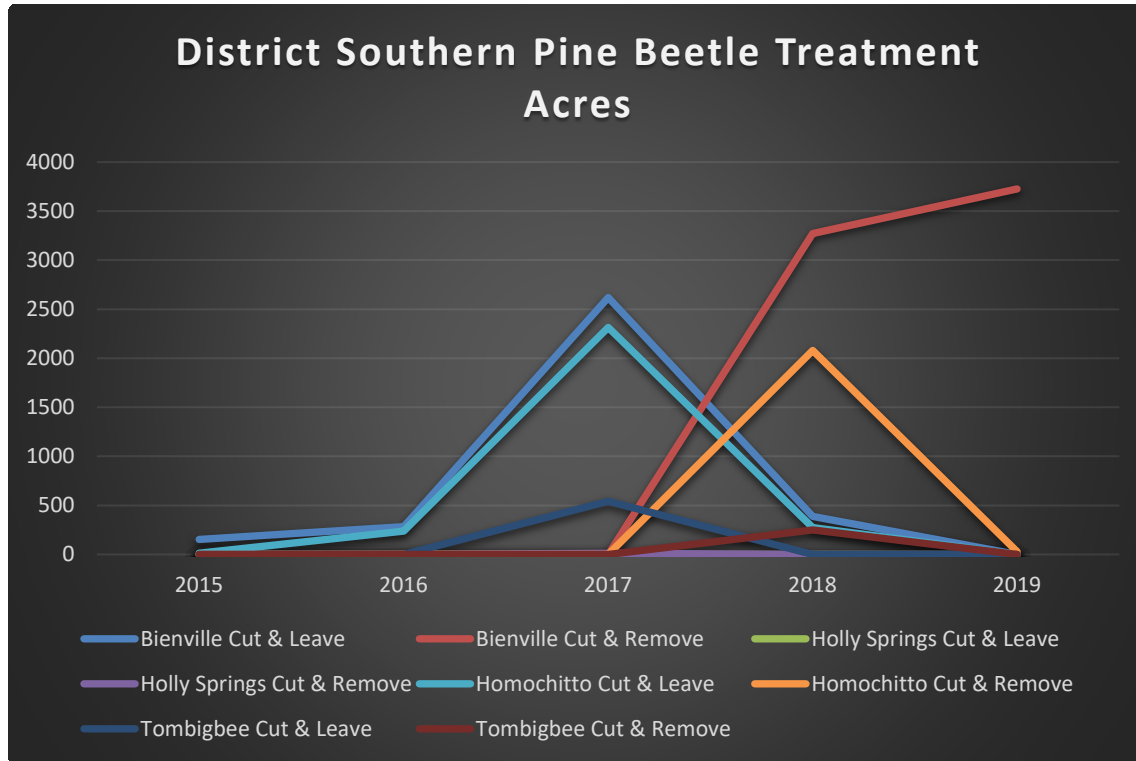 District Southern Pine Beetle Treatment
Acres
4000
3500
3000
2500
2000
1500
1000
500
0
2015 2016 2017 2018 2019
Bienville Cut & Leave Bienville Cut & Remove Holly Springs Cut & Leave
Holly Springs Cut & Remove Homochitto Cut & Leave Homochitto Cut & Remove
Tombigbee Cut & Leave Tombigbee Cut & Remove